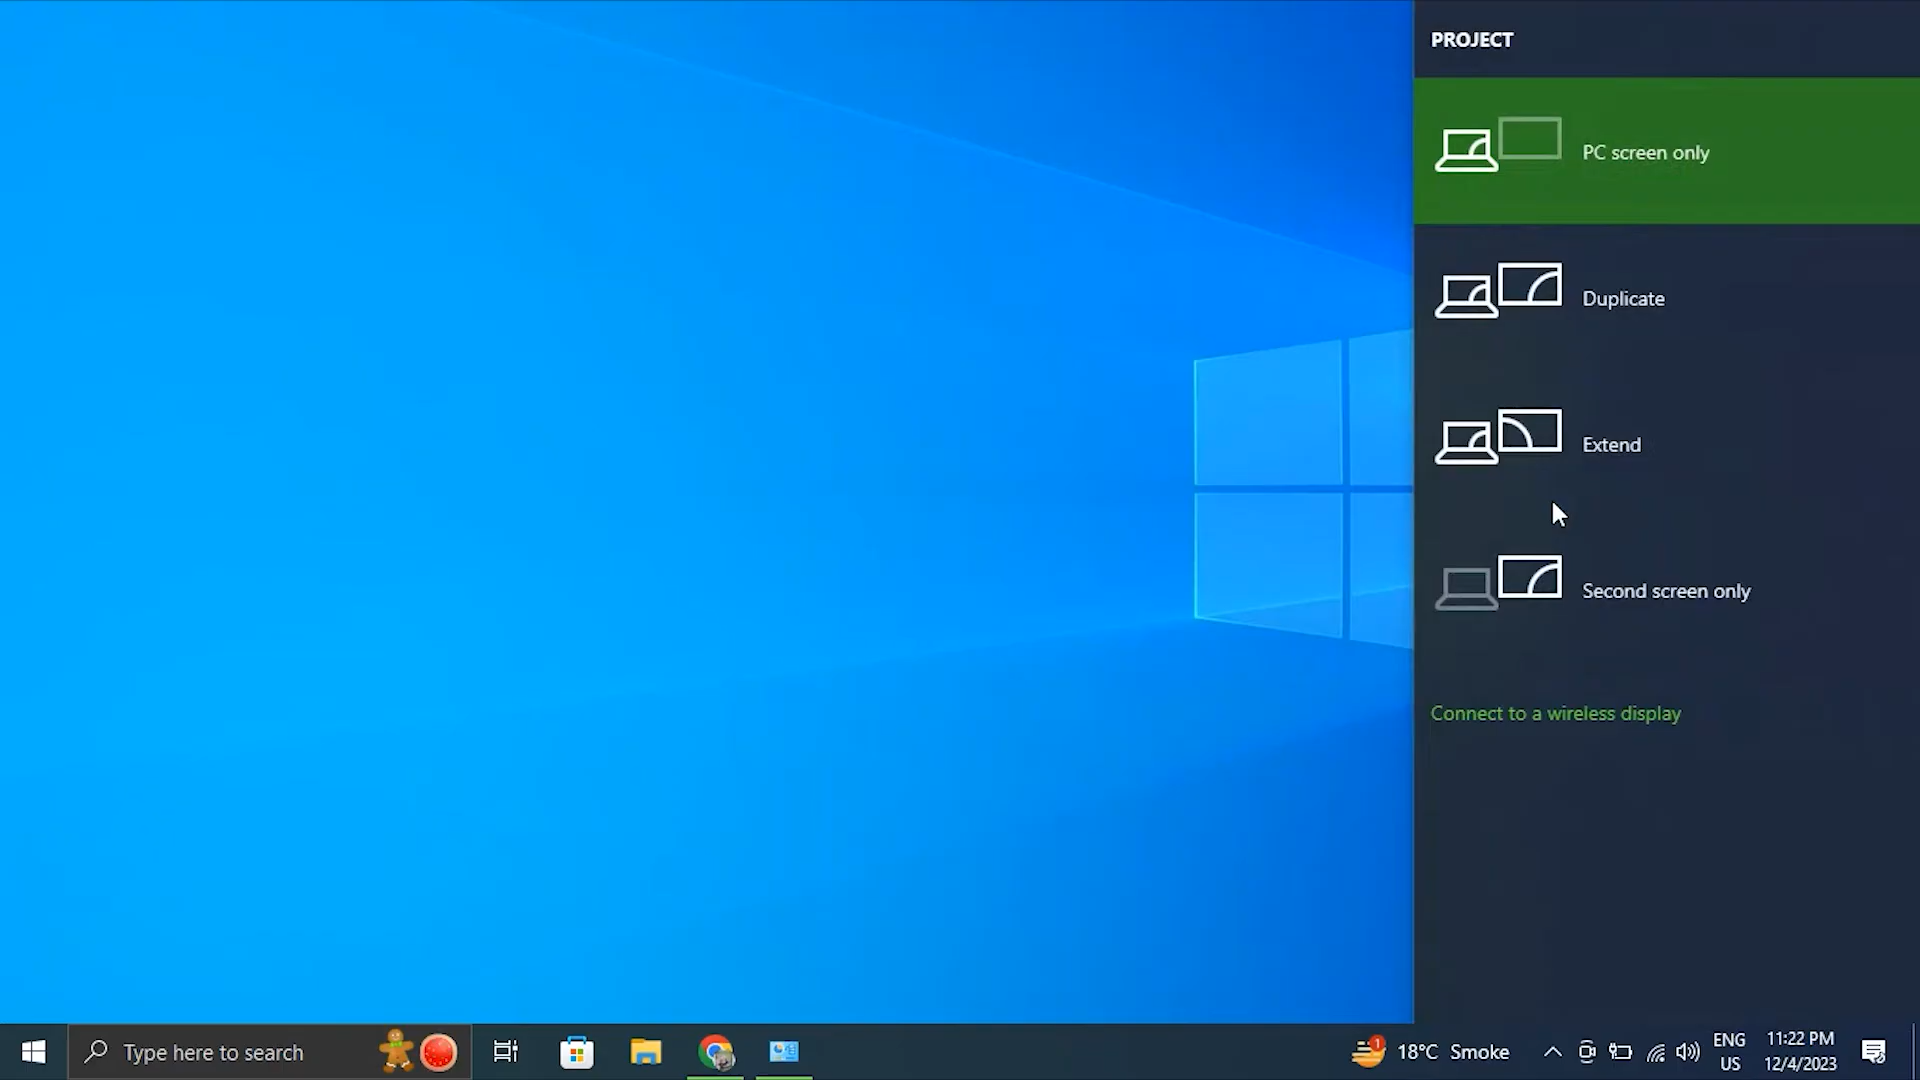 PROJECT
PC screen only
Duplicate
Extend
Second screen only
Connect to a wireless display
Type here to search
1
18°C Smoke
ENG
US
11:22 PM
12/4/2023